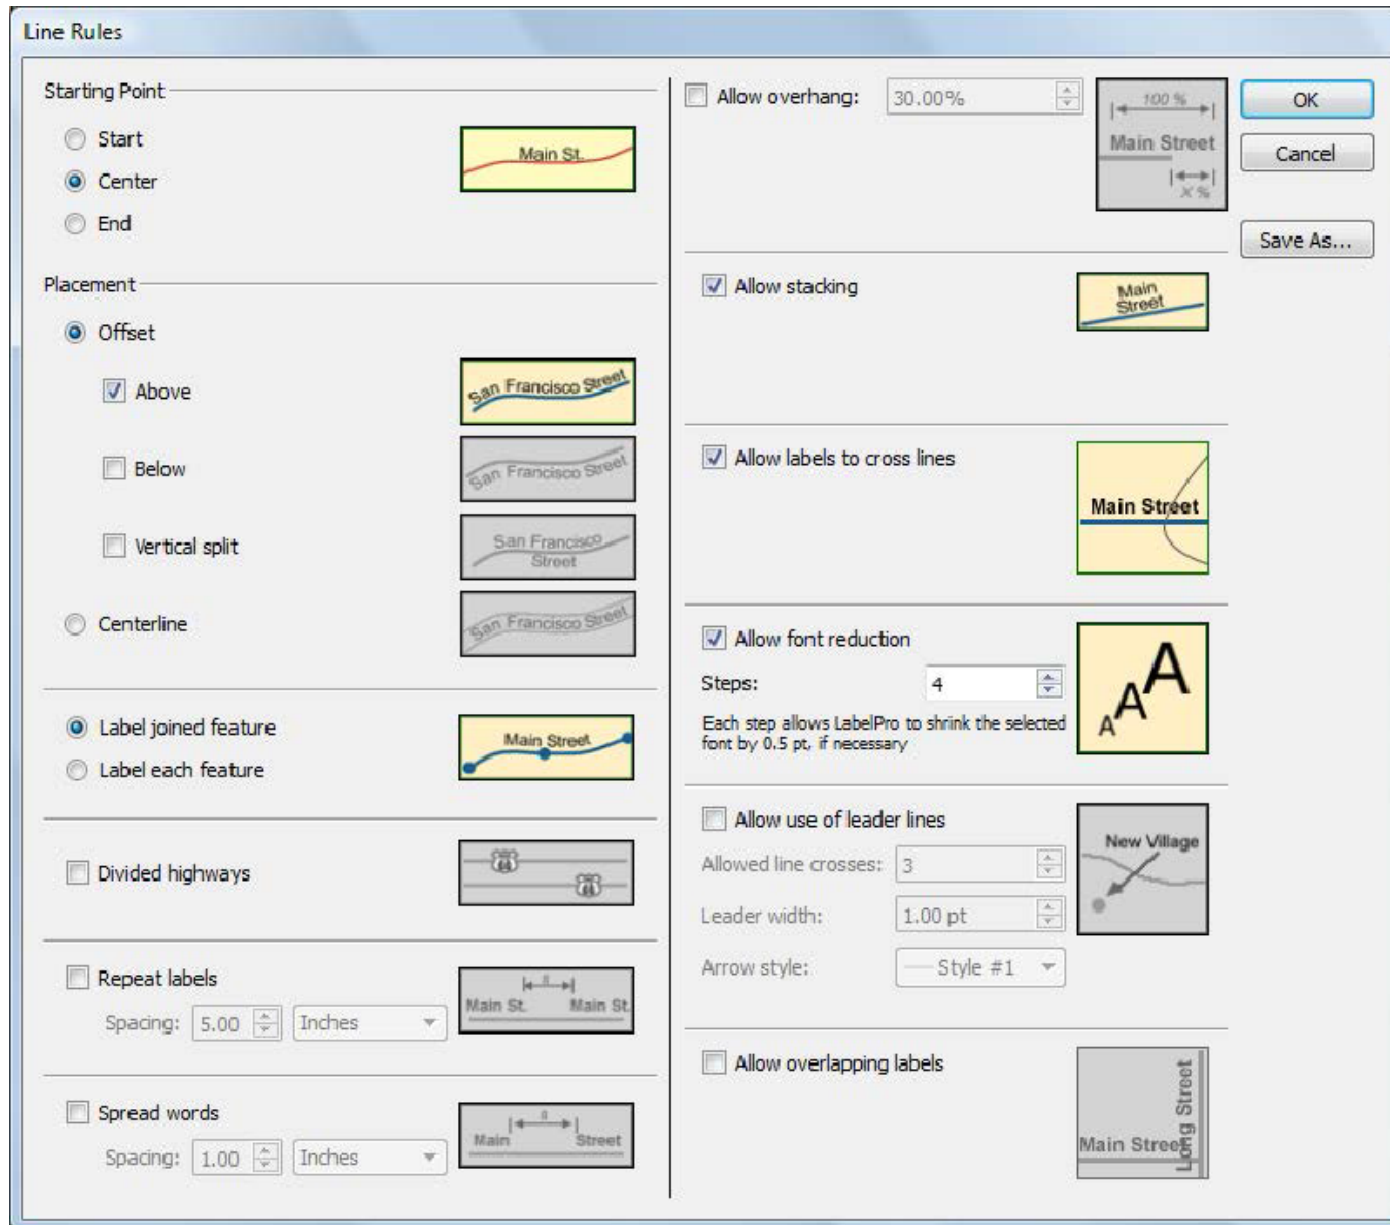 Line Rules
Starting Point
Start
Center
End
Main St.
Placement
Offset
Above
San Francisco Street
Below
San Francisco Street
Vertical split
San Francisco
Street
Centerline
San Francisco Street
Label joined feature
Label each feature
Main Street
Divided highways
66
66
Repeat labels
Spacing: 5.00 Inches
Main St. Main St.
Spread words
Spacing: 1.00 Inches
Main Street
Allow overhang: 30.00%
100 %
Main Street
X %
Allow stacking
Main
Street
Allow labels to cross lines
Main Street
Allow font reduction
Steps: 4
Each step allows LabelPro to shrink the selected
font by 0.5 pt, if necessary
A A A
Allow use of leader lines
Allowed line crosses: 3
Leader width: 1.00 pt
Arrow style: Style #1
New Village
Allow overlapping labels
Long Street
Main Street
OK
Cancel
Save As...